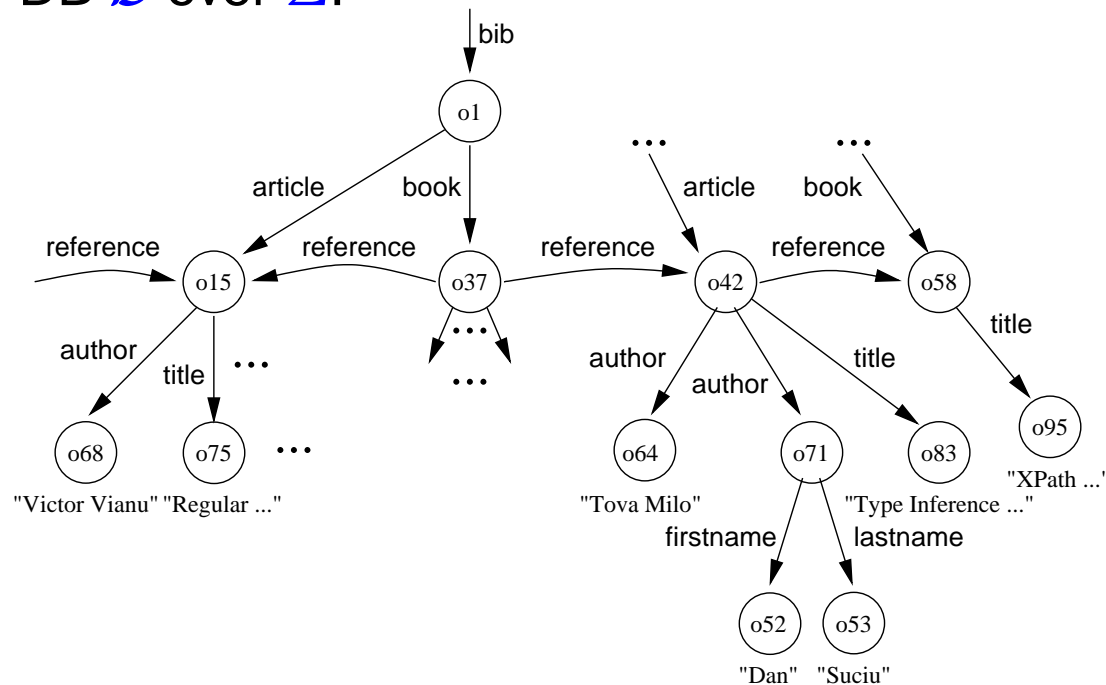 DB over
bib
o1
... ...
article book article book
reference reference reference reference
o15 o37 o42 o58
...
author title ... author author title title
...
o68 o75 ... o64 o71 o83 o95
"Victor Vianu" "Regular ..." "Tova Milo" "Type Inference ..." "XPath ..."
firstname lastname
o52 o53
"Dan" "Suciu"